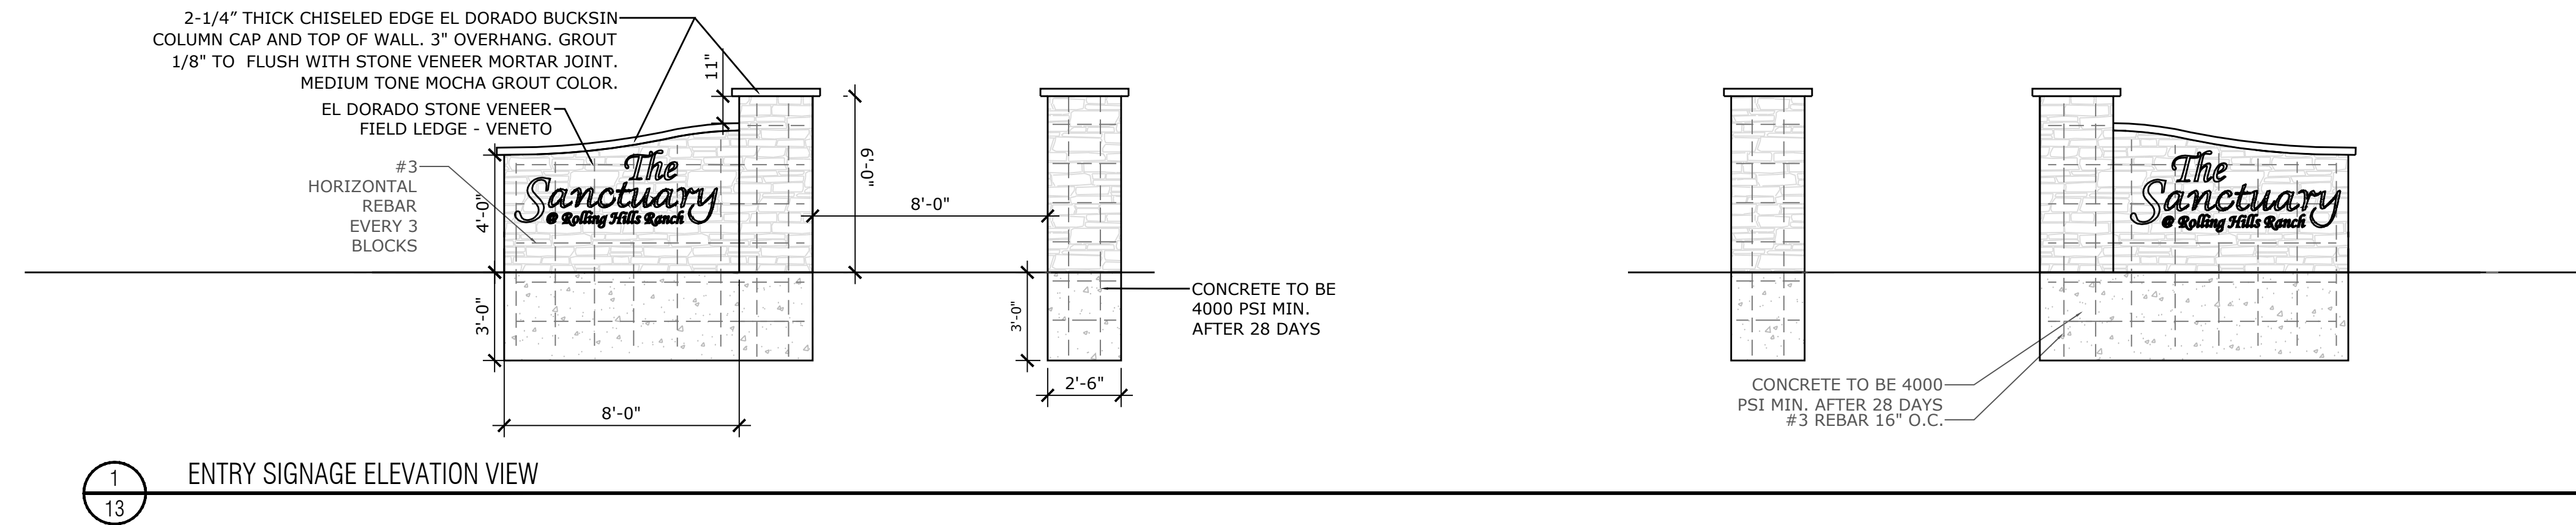 2-1/4” THICK CHISELED EDGE EL DORADO BUCKSIN
COLUMN CAP AND TOP OF WALL. 3" OVERHANG. GROUT
1/8" TO FLUSH WITH STONE VENEER MORTAR JOINT.
MEDIUM TONE MOCHA GROUT COLOR.
EL DORADO STONE VENEER
FIELD LEDGE - VENETO
#3
HORIZONTAL
REBAR
EVERY 3
BLOCKS
11"
6'-0"
4'-0"
3'-0"
8'-0"
The
Sanctuary
@ Rolling Hills Ranch
8'-0"
3'-0"
2'-6"
CONCRETE TO BE
4000 PSI MIN.
AFTER 28 DAYS
The
Sanctuary
@ Rolling Hills Ranch
CONCRETE TO BE 4000
PSI MIN. AFTER 28 DAYS
#3 REBAR 16" O.C.
1
13
ENTRY SIGNAGE ELEVATION VIEW